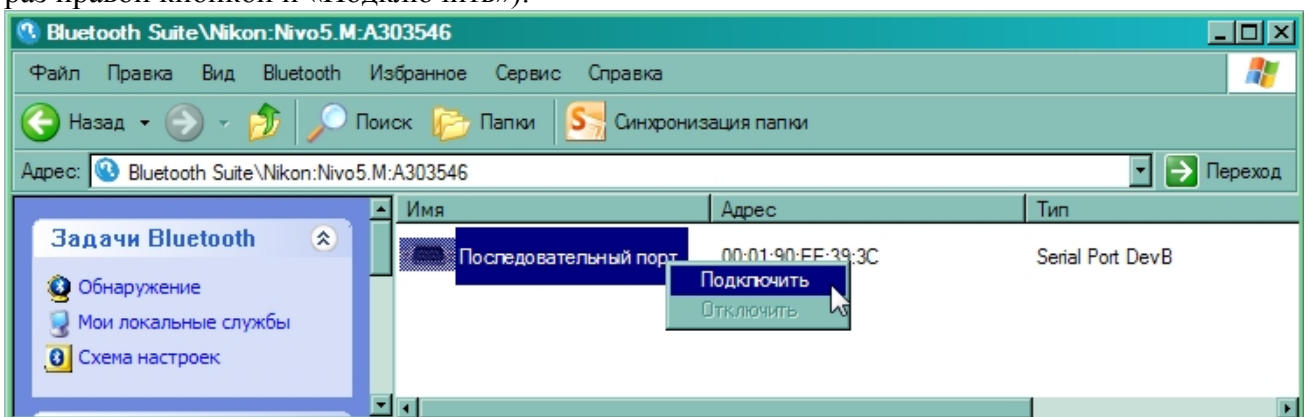 раз правой кнопкой и «Подключить»).
Bluetooth Suite\Nikon:Nivo5.M:A303546
Файл Правка Вид Bluetooth Избранное Сервис Справка
Назад Поиск Папки Синхронизация папки
Адрес: Bluetooth Suite\Nikon:Nivo5.M:A303546 Переход
Имя Адрес Тип
Задачи Bluetooth
Последовательный порт 00:01:90:EE:39:3C Serial Port DevB
Подключить
Обнаружение
Отключить
Мои локальные службы
Схема настроек